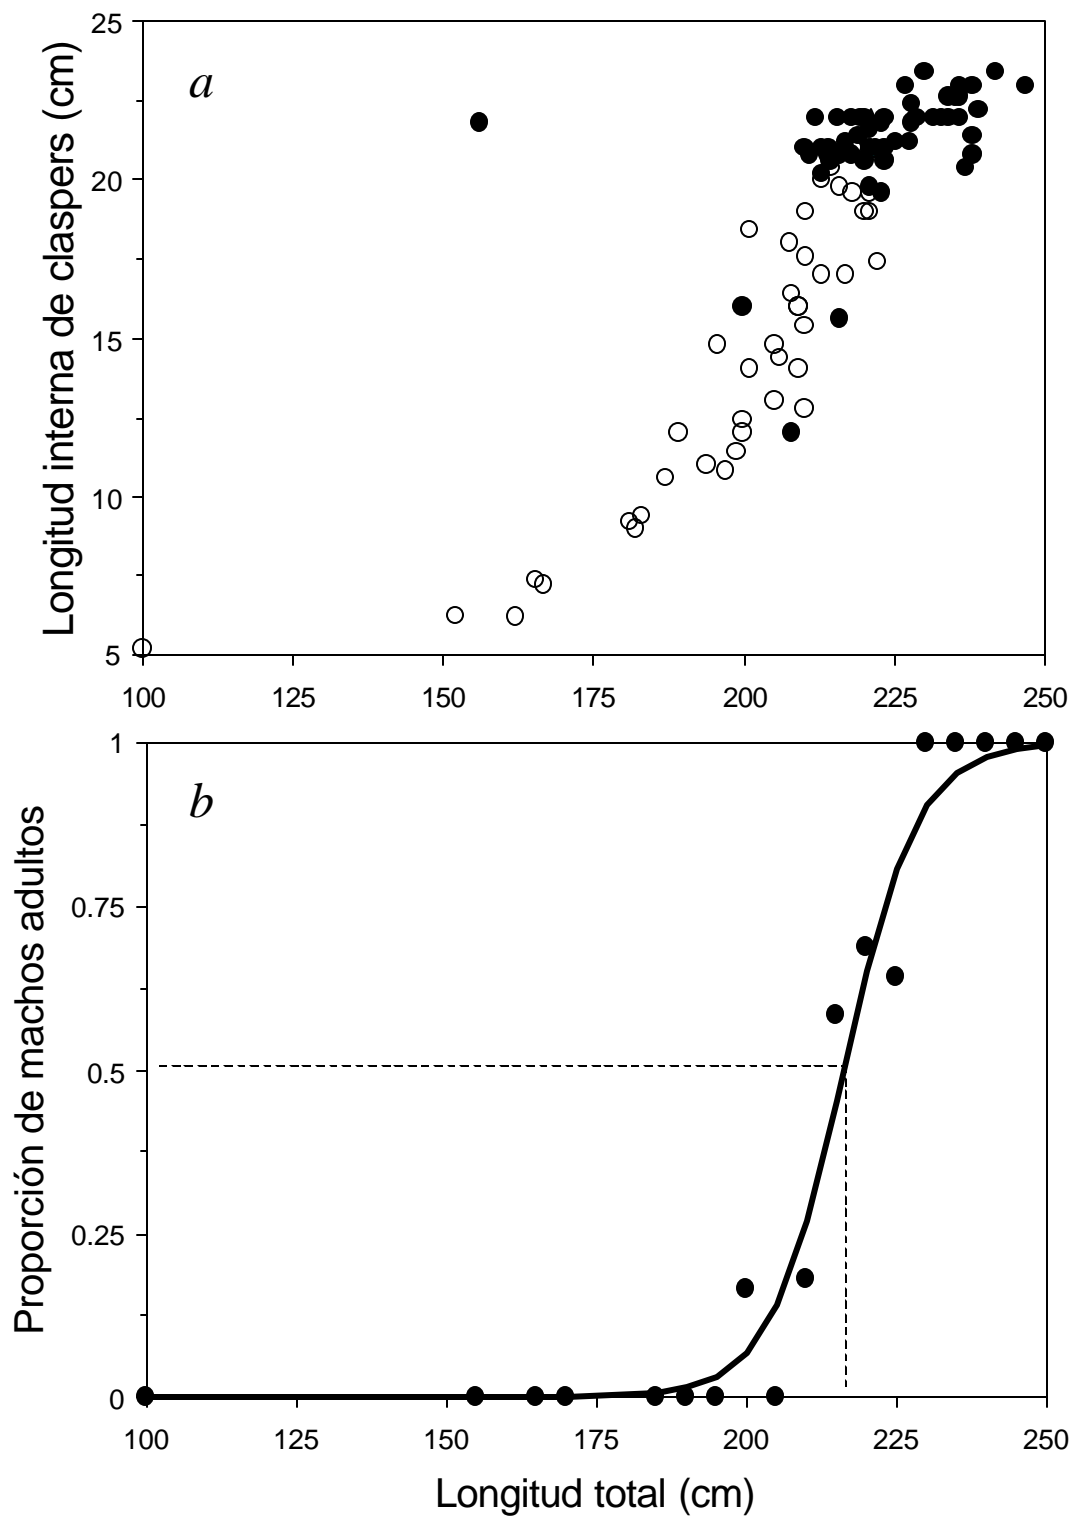 a
Longitud interna de claspers (cm)
25
20
15
10
5
100 125 150 175 200 225 250
b
Proporción de machos adultos
1
0.75
0.5
0.25
0
100 125 150 175 200 225 250
Longitud total (cm)